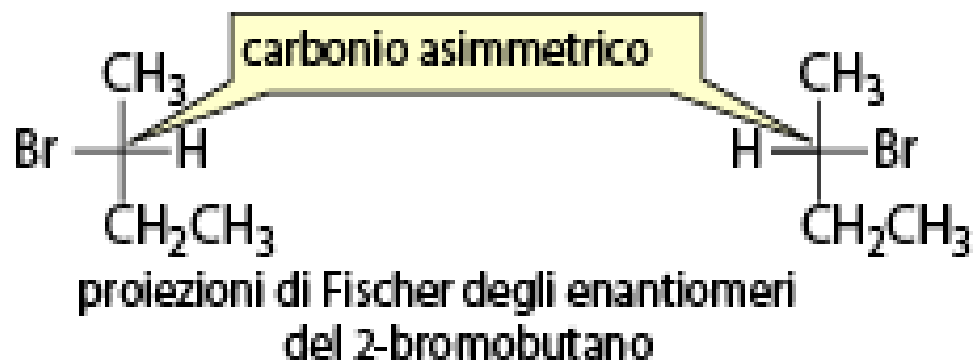 carbonio asimmetrico
CH₃ CH₃
Br H H Br
CH₂CH₃ CH₂CH₃
proiezioni di Fischer degli enantiomeri
del 2-bromobutano